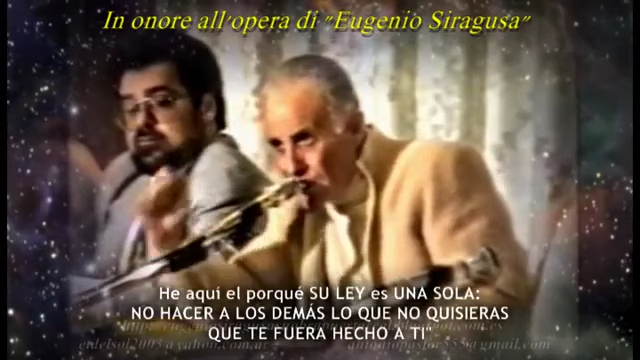 In onore all'opera di "Eugenio Siragusa"
He aquí el porqué SU LEY es UNA SOLA:
NO HACER A LOS DEMÁS LO QUE NO QUISIERAS
QUE TE FUERA HECHO A TI"